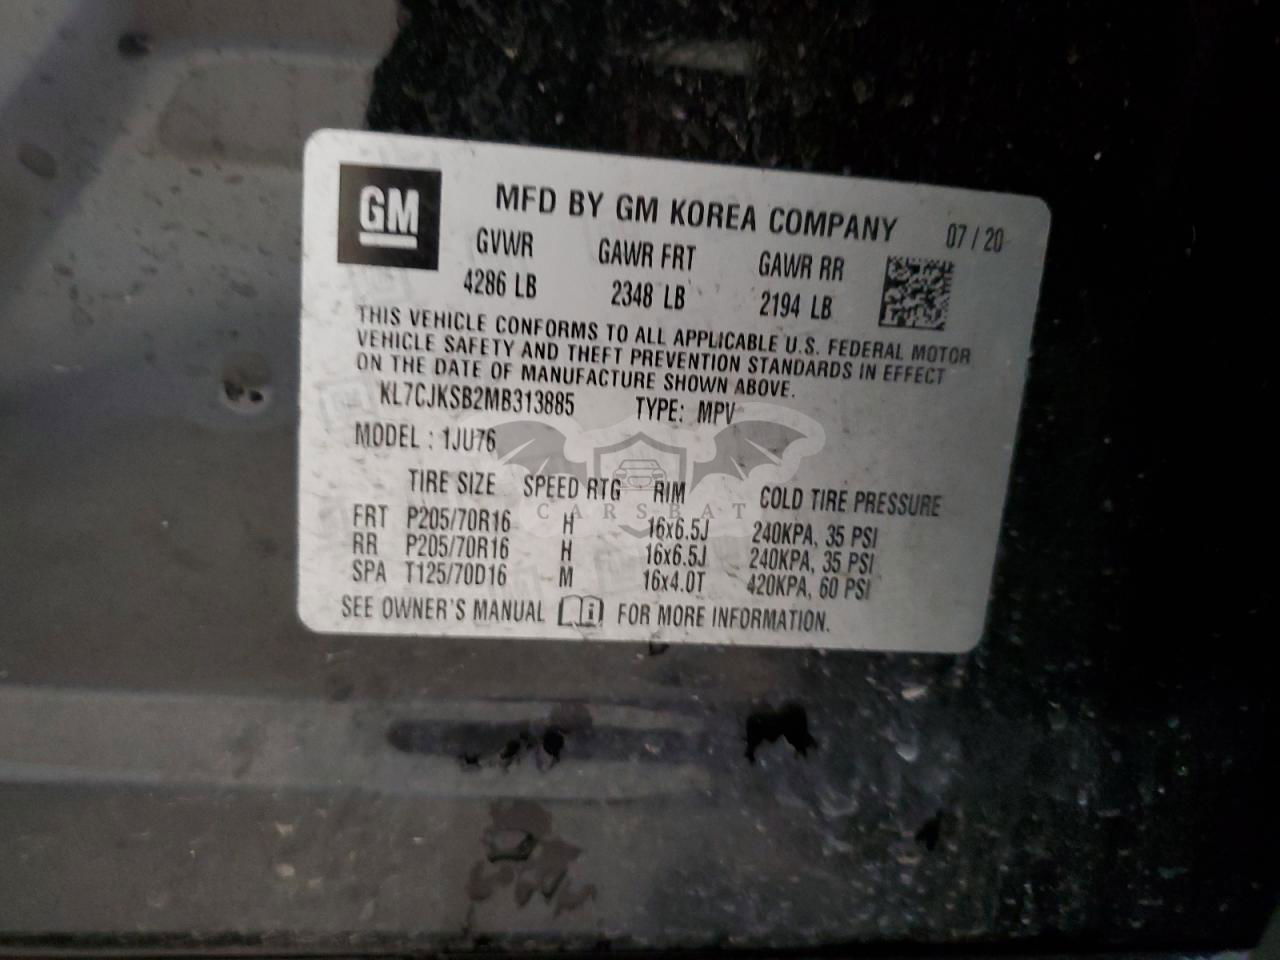 GM
MFD BY GM KOREA COMPANY 07/20
GVWR GAWR FRT GAWR RR
4286 LB 2348 LB 2194 LB
THIS VEHICLE CONFORMS TO ALL APPLICABLE U.S. FEDERAL MOTOR
VEHICLE SAFETY AND THEFT PREVENTION STANDARDS IN EFFECT
ON THE DATE OF MANUFACTURE SHOWN ABOVE.
KL7CJKSB2MB313885 TYPE: MPV
MODEL : 1JU76
TIRE SIZE SPEED RTG RIM COLD TIRE PRESSURE
CARSBAT
FRT P205/70R16 H 16x6.5J 240KPA, 35 PSI
RR P205/70R16 H 16x6.5J 240KPA, 35 PSI
SPA T125/70D16 M 16x4.0T 420KPA, 60 PSI
SEE OWNER'S MANUAL i FOR MORE INFORMATION.